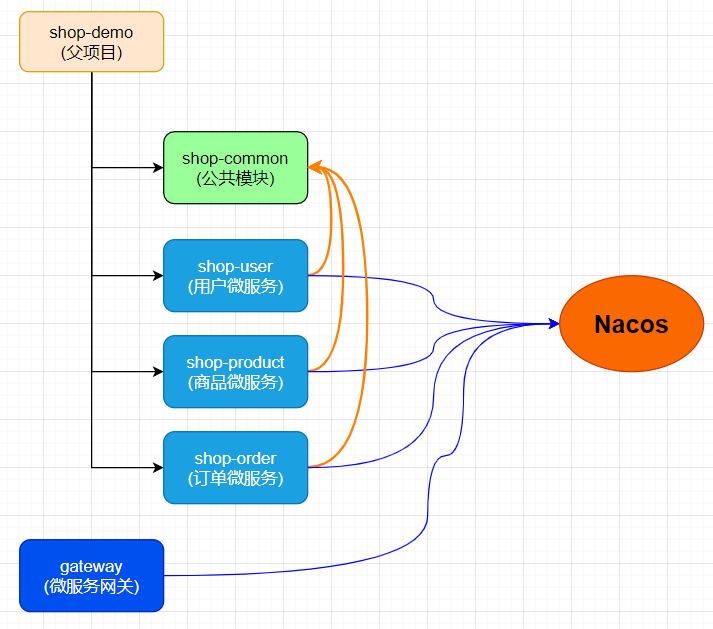 shop-demo
(父项目)
shop-common
(公共模块)
shop-user
(用户微服务)
Nacos
shop-product
(商品微服务)
shop-order
(订单微服务)
gateway
(微服务网关)